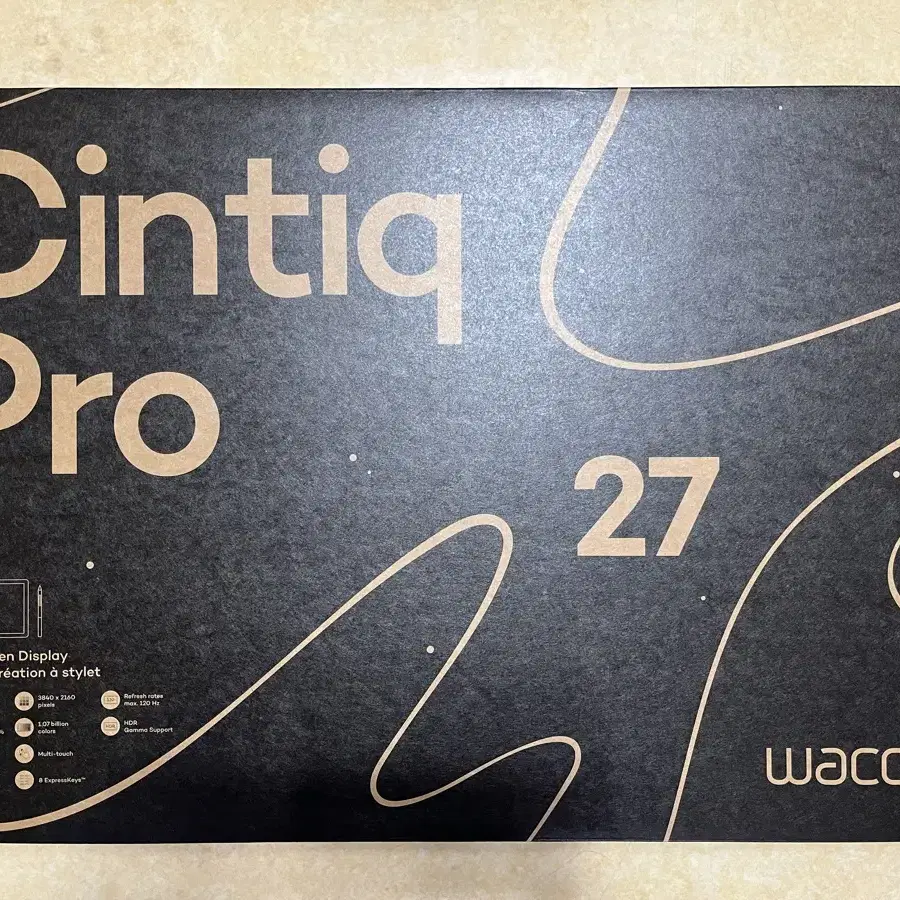 Cintiq
Pro
27
en Display
réation à stylet
3840 x 2160
pixels
Refresh rates
max. 120 Hz
%
1.07 billion
colors
HDR
Gamma Support
Multi-touch
8 ExpressKeys™
waco